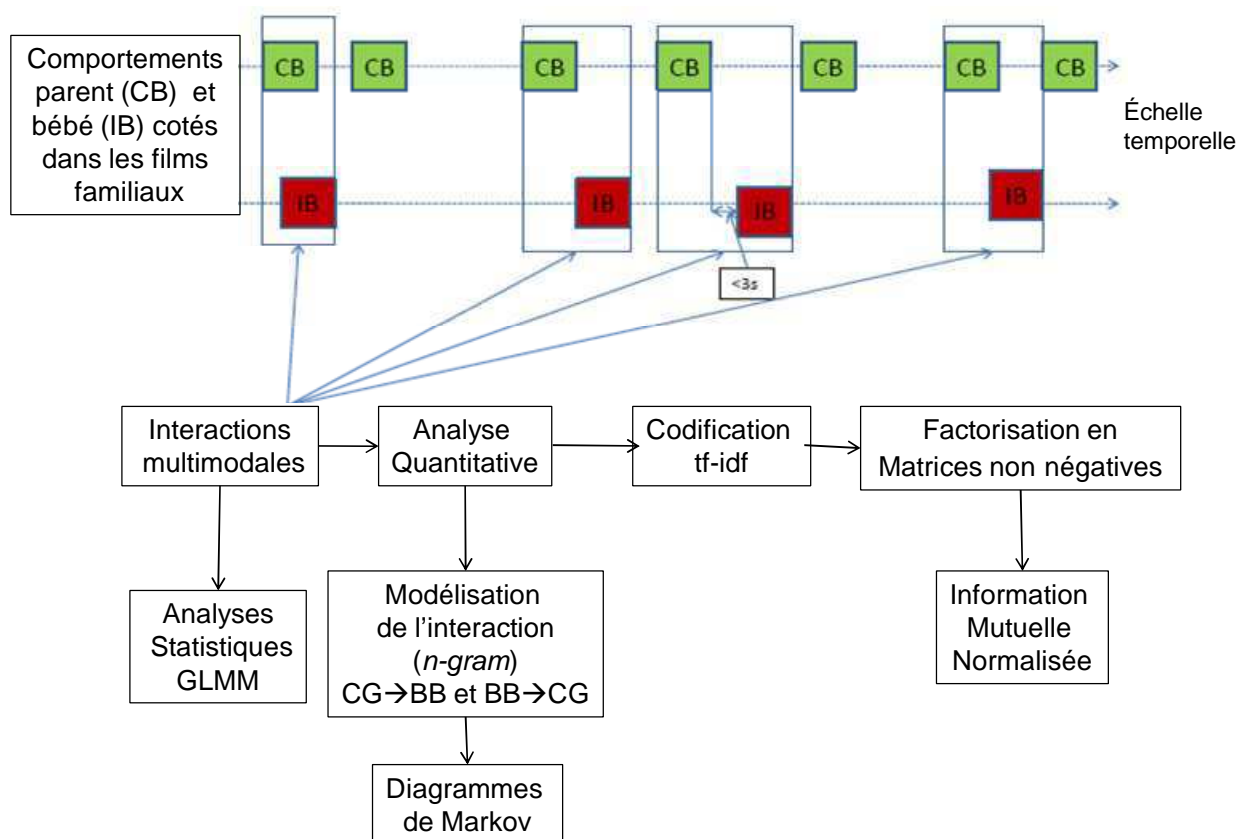 Comportements
parent (CB) et
bébé (IB) cotés
dans les films
familiaux
CB CB CB CB CB CB CB
Échelle
temporelle
IB IB IB IB
<3s
Interactions
multimodales
Analyse
Quantitative
Codification
tf-idf
Factorisation en
Matrices non négatives
Analyses
Statistiques
GLMM
Modélisation
de l'interaction
(n-gram)
CG→BB et BB→CG
Information
Mutuelle
Normalisée
Diagrammes
de Markov